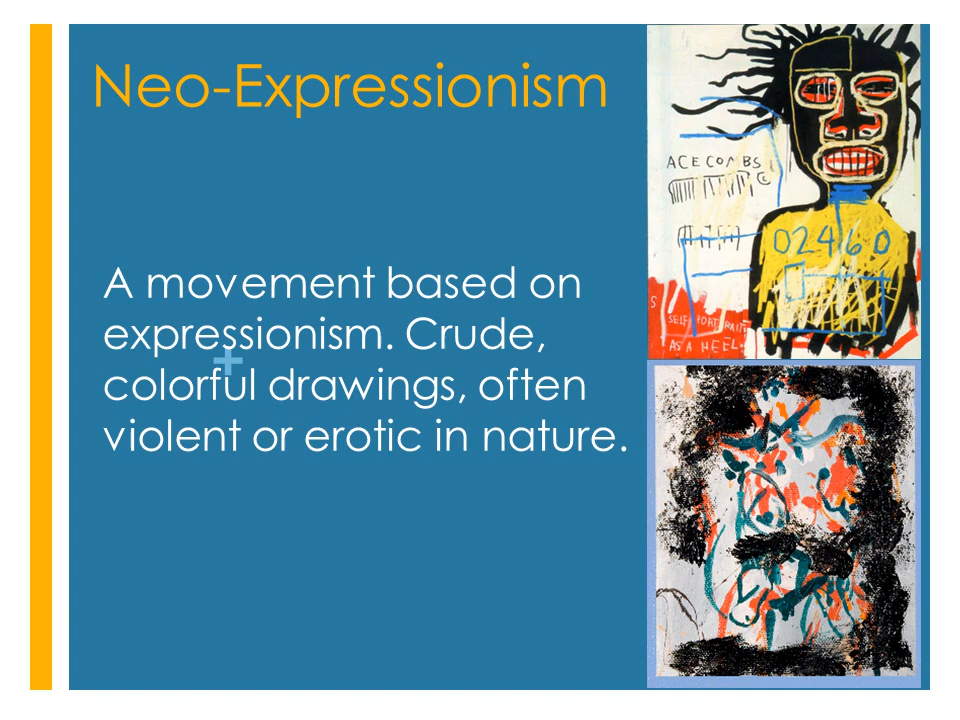 Neo-Expressionism
A movement based on
expressionism. Crude,
+
colorful drawings, often
violent or erotic in nature.
ACE COMBS ©
02460
S
SELF PORTRAIT
AS A HEEL